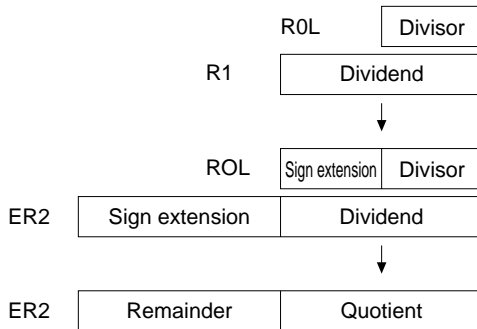 R0L Divisor
R1 Dividend
ROL Sign extension Divisor
ER2 Sign extension Dividend
ER2 Remainder Quotient